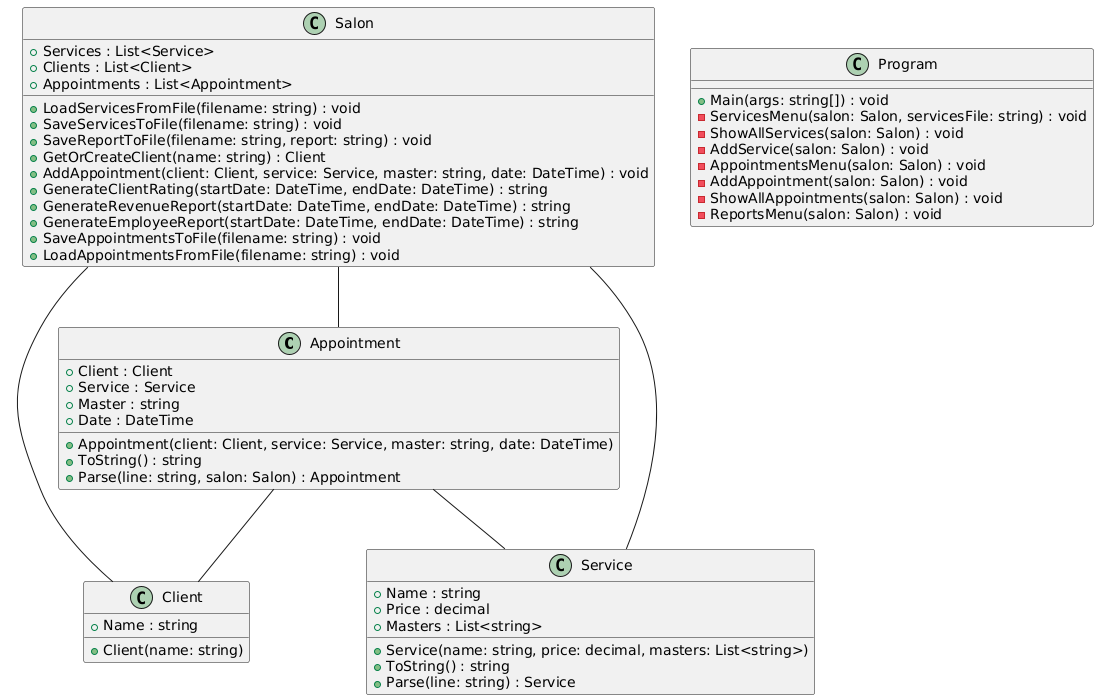 C Salon
Services : List<Service>
Clients : List<Client>
Appointments : List<Appointment>
LoadServicesFromFile(filename: string) : void
SaveServicesToFile(filename: string) : void
SaveReportToFile(filename: string, report: string) : void
GetOrCreateClient(name: string) : Client
AddAppointment(client: Client, service: Service, master: string, date: DateTime) : void
GenerateClientRating(startDate: DateTime, endDate: DateTime) : string
GenerateRevenueReport(startDate: DateTime, endDate: DateTime) : string
GenerateEmployeeReport(startDate: DateTime, endDate: DateTime) : string
SaveAppointmentsToFile(filename: string) : void
LoadAppointmentsFromFile(filename: string) : void
C Program
Main(args: string[]) : void
ServicesMenu(salon: Salon, servicesFile: string) : void
ShowAllServices(salon: Salon) : void
AddService(salon: Salon) : void
AppointmentsMenu(salon: Salon) : void
AddAppointment(salon: Salon) : void
ShowAllAppointments(salon: Salon) : void
ReportsMenu(salon: Salon) : void
C Appointment
Client : Client
Service : Service
Master : string
Date : DateTime
Appointment(client: Client, service: Service, master: string, date: DateTime)
ToString() : string
Parse(line: string, salon: Salon) : Appointment
C Client
Name : string
Client(name: string)
C Service
Name : string
Price : decimal
Masters : List<string>
Service(name: string, price: decimal, masters: List<string>)
ToString() : string
Parse(line: string) : Service